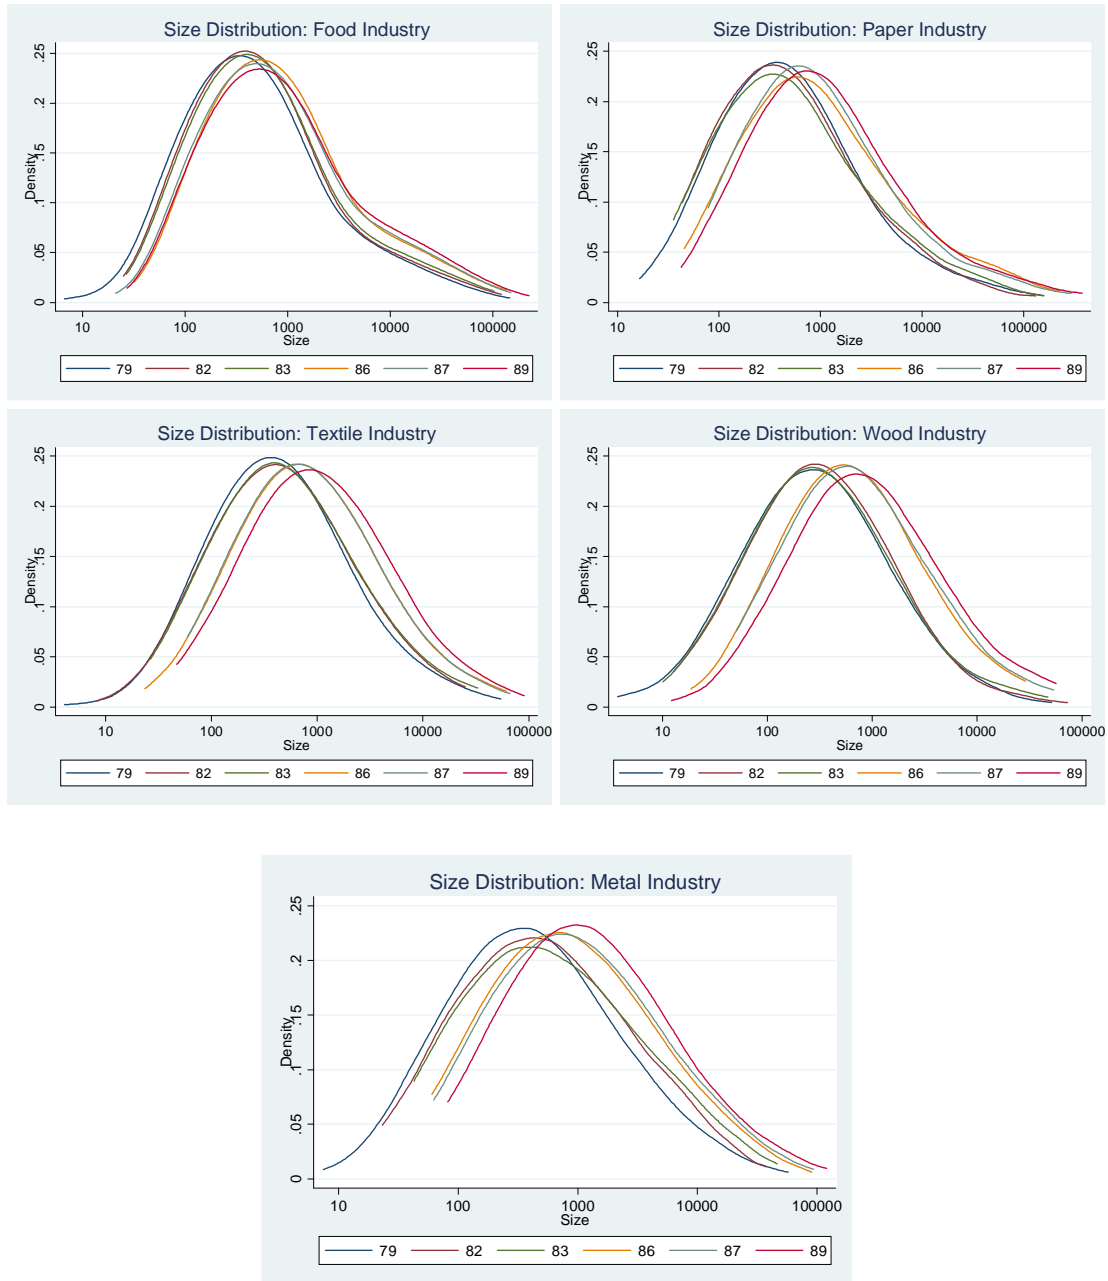 Size Distribution: Food Industry
Density
0 .05 .1 .15 .2 .25
10 100 1000 10000 100000
Size
79 82 83 86 87 89
Size Distribution: Paper Industry
Density
0 .05 .1 .15 .2 .25
10 100 1000 10000 100000
Size
79 82 83 86 87 89
Size Distribution: Textile Industry
Density
0 .05 .1 .15 .2 .25
10 100 1000 10000 100000
Size
79 82 83 86 87 89
Size Distribution: Wood Industry
Density
0 .05 .1 .15 .2 .25
10 100 1000 10000 100000
Size
79 82 83 86 87 89
Size Distribution: Metal Industry
Density
0 .05 .1 .15 .2 .25
10 100 1000 10000 100000
Size
79 82 83 86 87 89